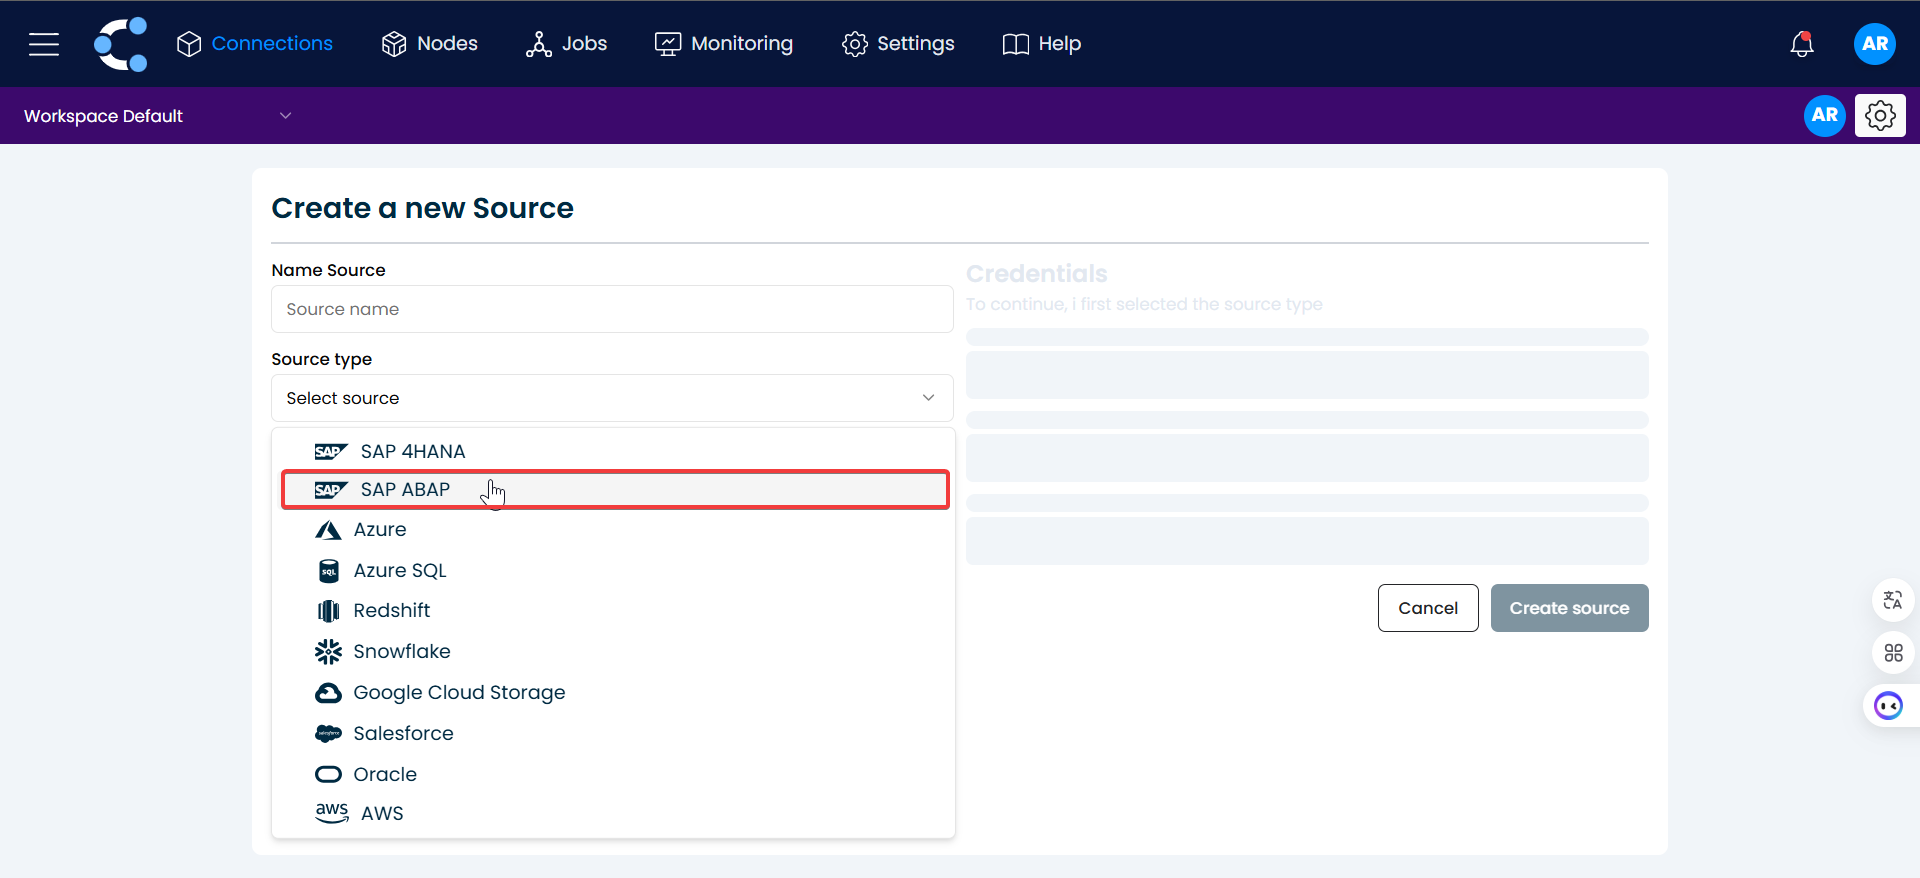 Connections Nodes Jobs Monitoring Settings Help AR
Workspace Default AR
Create a new Source
Name Source
Source name
Source type
Select source
SAP SAP 4HANA
SAP SAP ABAP
Azure
SQL Azure SQL
Redshift
Snowflake
Google Cloud Storage
salesforce Salesforce
Oracle
aws AWS
Credentials
To continue, i first selected the source type
Cancel Create source